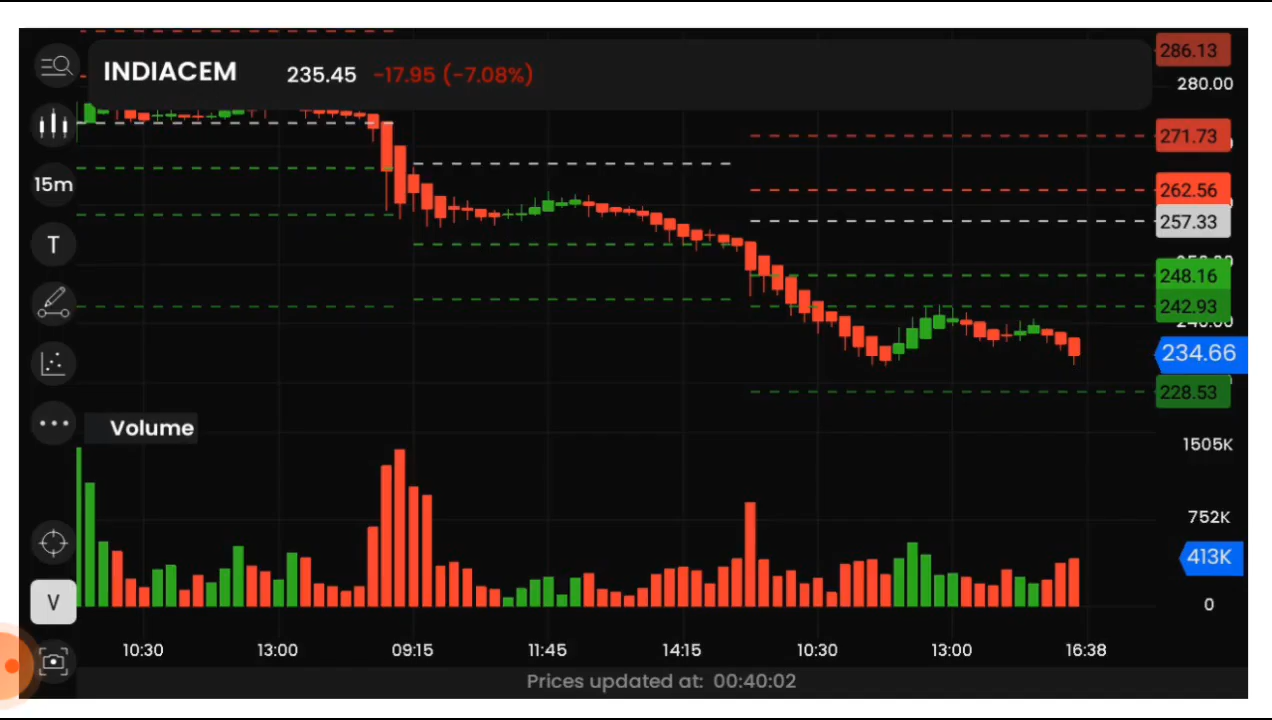 INDIACEM 235.45 -17.95 (-7.08%)
286.13
280.00
271.73
15m
262.56
257.33
T
248.16
242.93
240.00
234.66
228.53
Volume
1505K
752K
413K
V
0
10:30 13:00 09:15 11:45 14:15 10:30 13:00 16:38
Prices updated at: 00:40:02